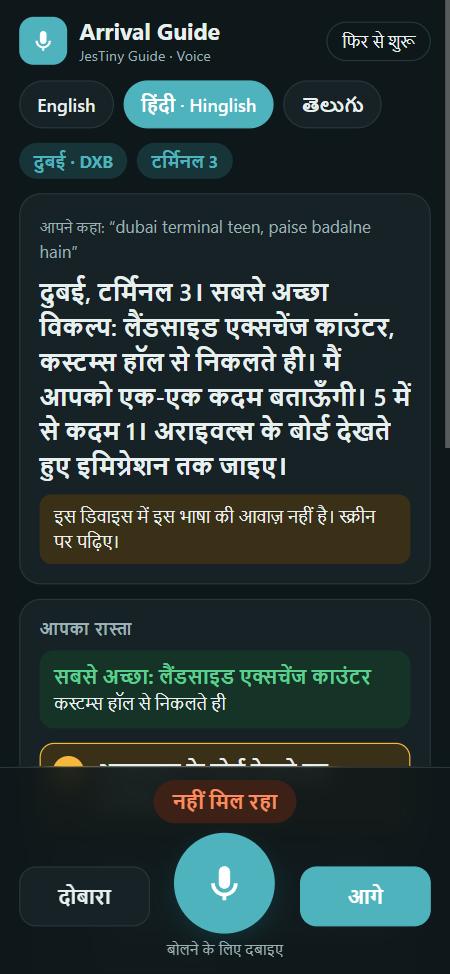 Arrival Guide
JesTiny Guide · Voice
फिर से शुरू
English
हिंदी · Hinglish
తెలుగు
दुबई · DXB
टर्मिनल 3
आपने कहा: “dubai terminal teen, paise badalne
hain”
दुबई, टर्मिनल 3। सबसे अच्छा
विकल्प: लैंडसाइड एक्सचेंज काउंटर,
कस्टम्स हॉल से निकलते ही। मैं
आपको एक-एक कदम बताऊँगी। 5 में
से कदम 1। अराइवल्स के बोर्ड देखते
हुए इमिग्रेशन तक जाइए।
इस डिवाइस में इस भाषा की आवाज़ नहीं है। स्क्रीन
पर पढ़िए।
आपका रास्ता
सबसे अच्छा: लैंडसाइड एक्सचेंज काउंटर
कस्टम्स हॉल से निकलते ही
नहीं मिल रहा
दोबारा
आगे
बोलने के लिए दबाइए